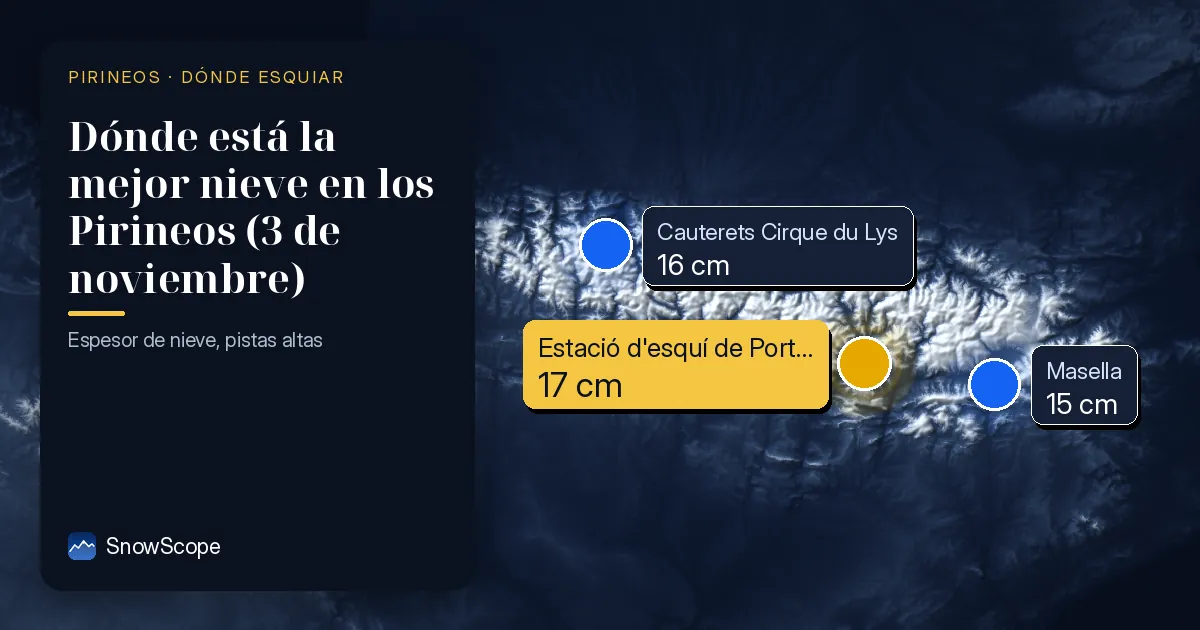 PIRINEOS · DÓNDE ESQUIAR
Dónde está la
mejor nieve en los
Pirineos (3 de
noviembre)
Espesor de nieve, pistas altas
Cauterets Cirque du Lys
16 cm
Estació d'esquí de Port...
17 cm
Masella
15 cm
SnowScope